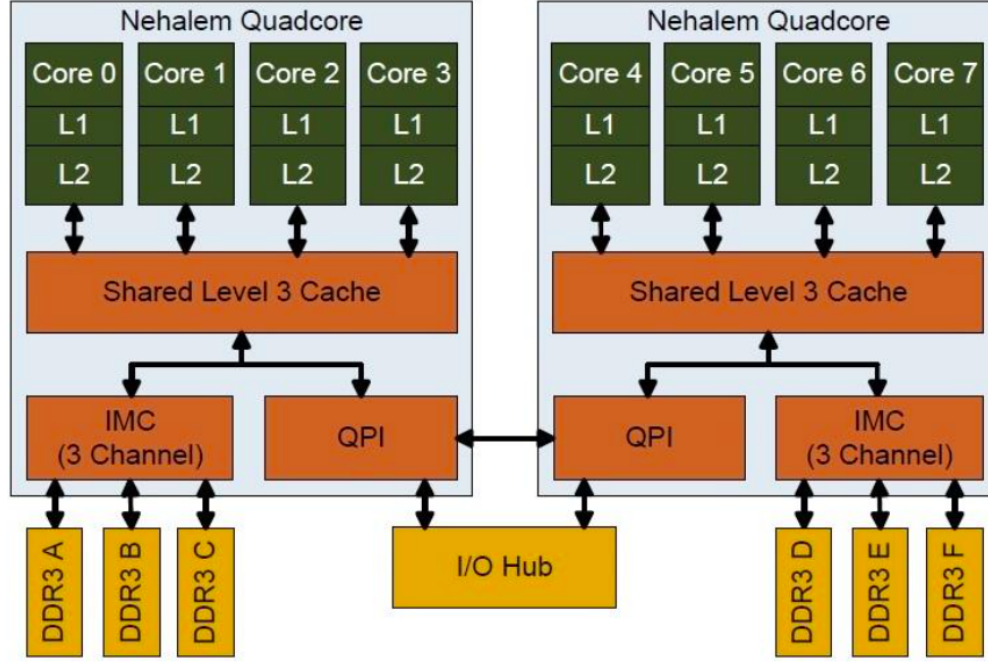 Nehalem Quadcore
Core 0 Core 1 Core 2 Core 3
L1 L1 L1 L1
L2 L2 L2 L2
Shared Level 3 Cache
IMC
(3 Channel)
QPI
DDR3 A
DDR3 B
DDR3 C
I/O Hub
Nehalem Quadcore
Core 4 Core 5 Core 6 Core 7
L1 L1 L1 L1
L2 L2 L2 L2
Shared Level 3 Cache
QPI
IMC
(3 Channel)
DDR3 D
DDR3 E
DDR3 F